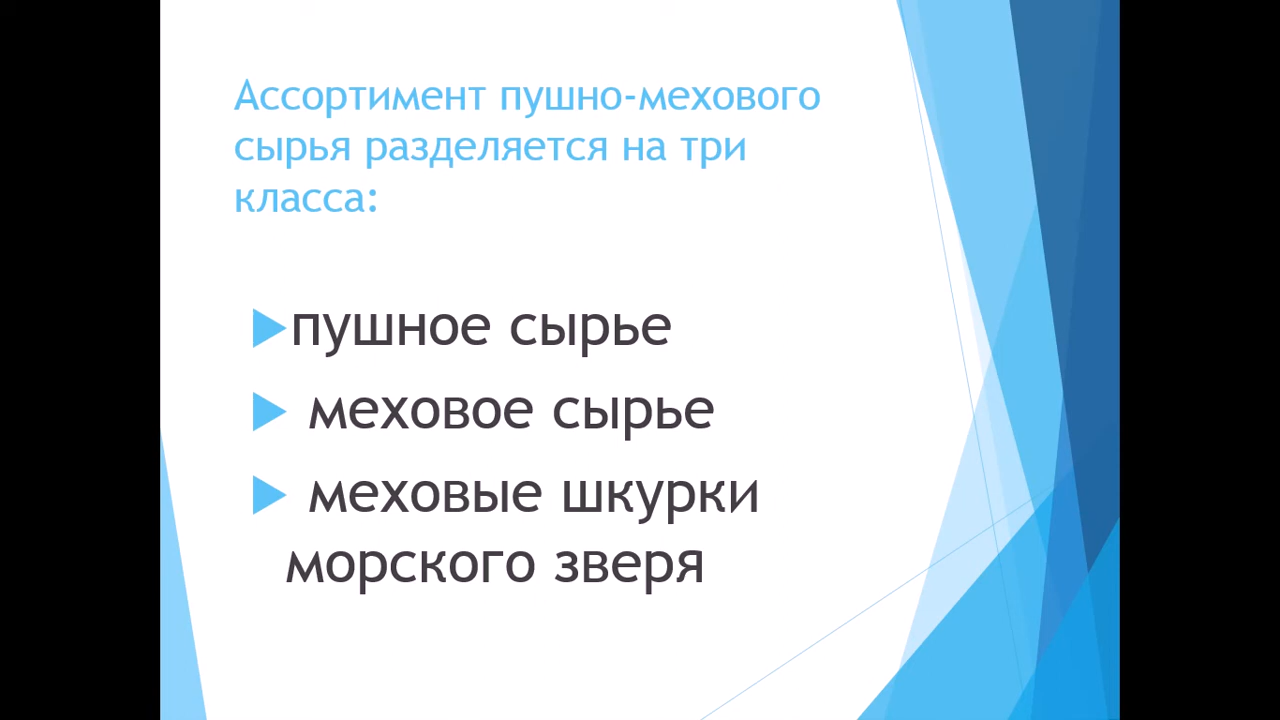 Ассортимент пушно-мехового
сырья разделяется на три
класса:
пушное сырье
меховое сырье
меховые шкурки
морского зверя